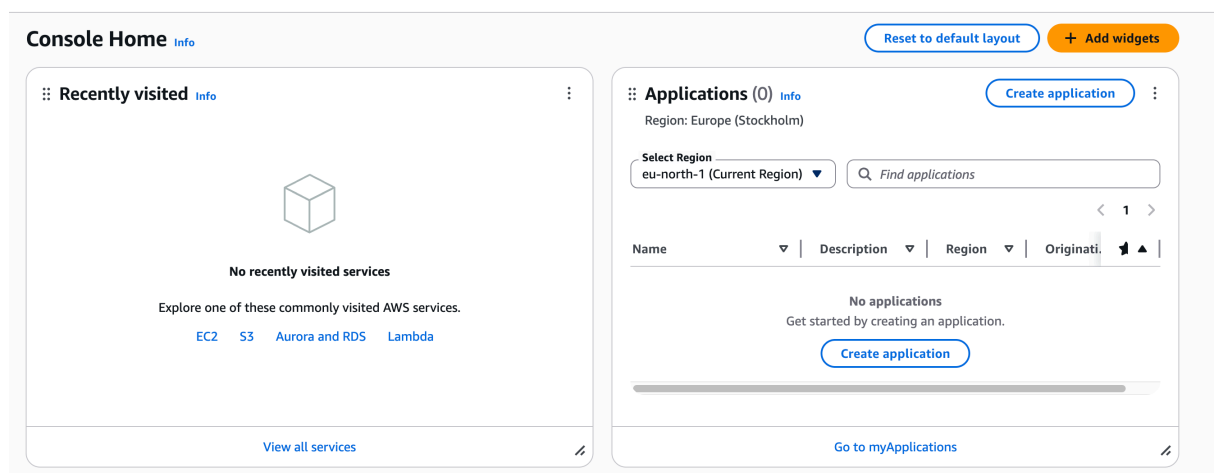 Console Home Info
Reset to default layout
+ Add widgets
Recently visited Info
No recently visited services
Explore one of these commonly visited AWS services.
EC2 S3 Aurora and RDS Lambda
View all services
Applications (0) Info
Create application
Region: Europe (Stockholm)
Select Region
eu-north-1 (Current Region)
Find applications
1
Name Description Region Originati.
No applications
Get started by creating an application.
Create application
Go to myApplications